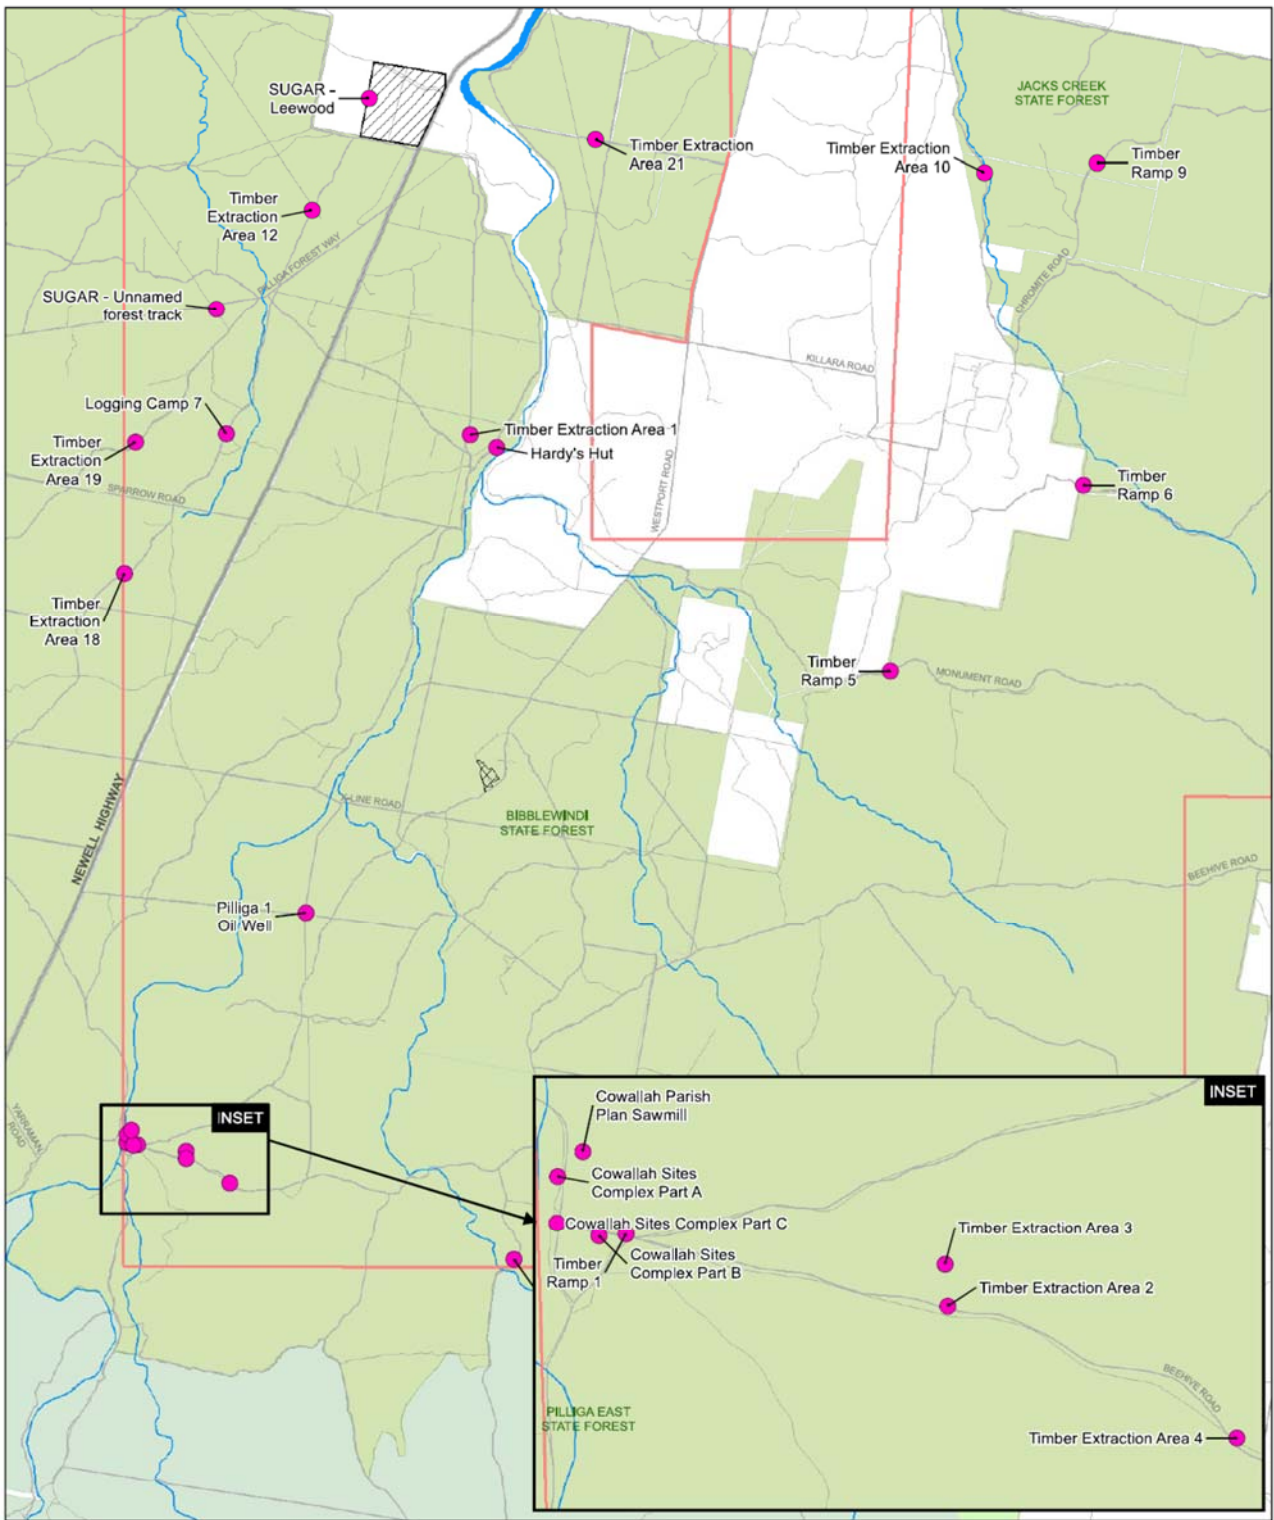 SUGAR -
Leewood
JACKS CREEK
STATE FOREST
Timber Extraction
Area 21
Timber Extraction
Area 10
Timber
Ramp 9
Timber
Extraction
Area 12
PILLIGA FOREST WAY
SUGAR - Unnamed
forest track
CHROMITE ROAD
KILLARA ROAD
Logging Camp 7
Timber
Extraction
Area 19
Timber Extraction Area 1
Hardy's Hut
WESTPORT ROAD
SPARROW ROAD
Timber
Ramp 6
Timber
Extraction
Area 18
Timber
Ramp 5
MONUMENT ROAD
NEWELL HIGHWAY
X-LINE ROAD
BIBBLEWINDI
STATE FOREST
BEEHIVE ROAD
Pilliga 1
Oil Well
YARRAMAN
ROAD
INSET
INSET
Cowallah Parish
Plan Sawmill
Cowallah Sites
Complex Part A
Cowallah Sites Complex Part C
Cowallah Sites
Complex Part B
Timber
Ramp 1
Timber Extraction Area 3
Timber Extraction Area 2
BEEHIVE ROAD
PILLIGA EAST
STATE FOREST
Timber Extraction Area 4